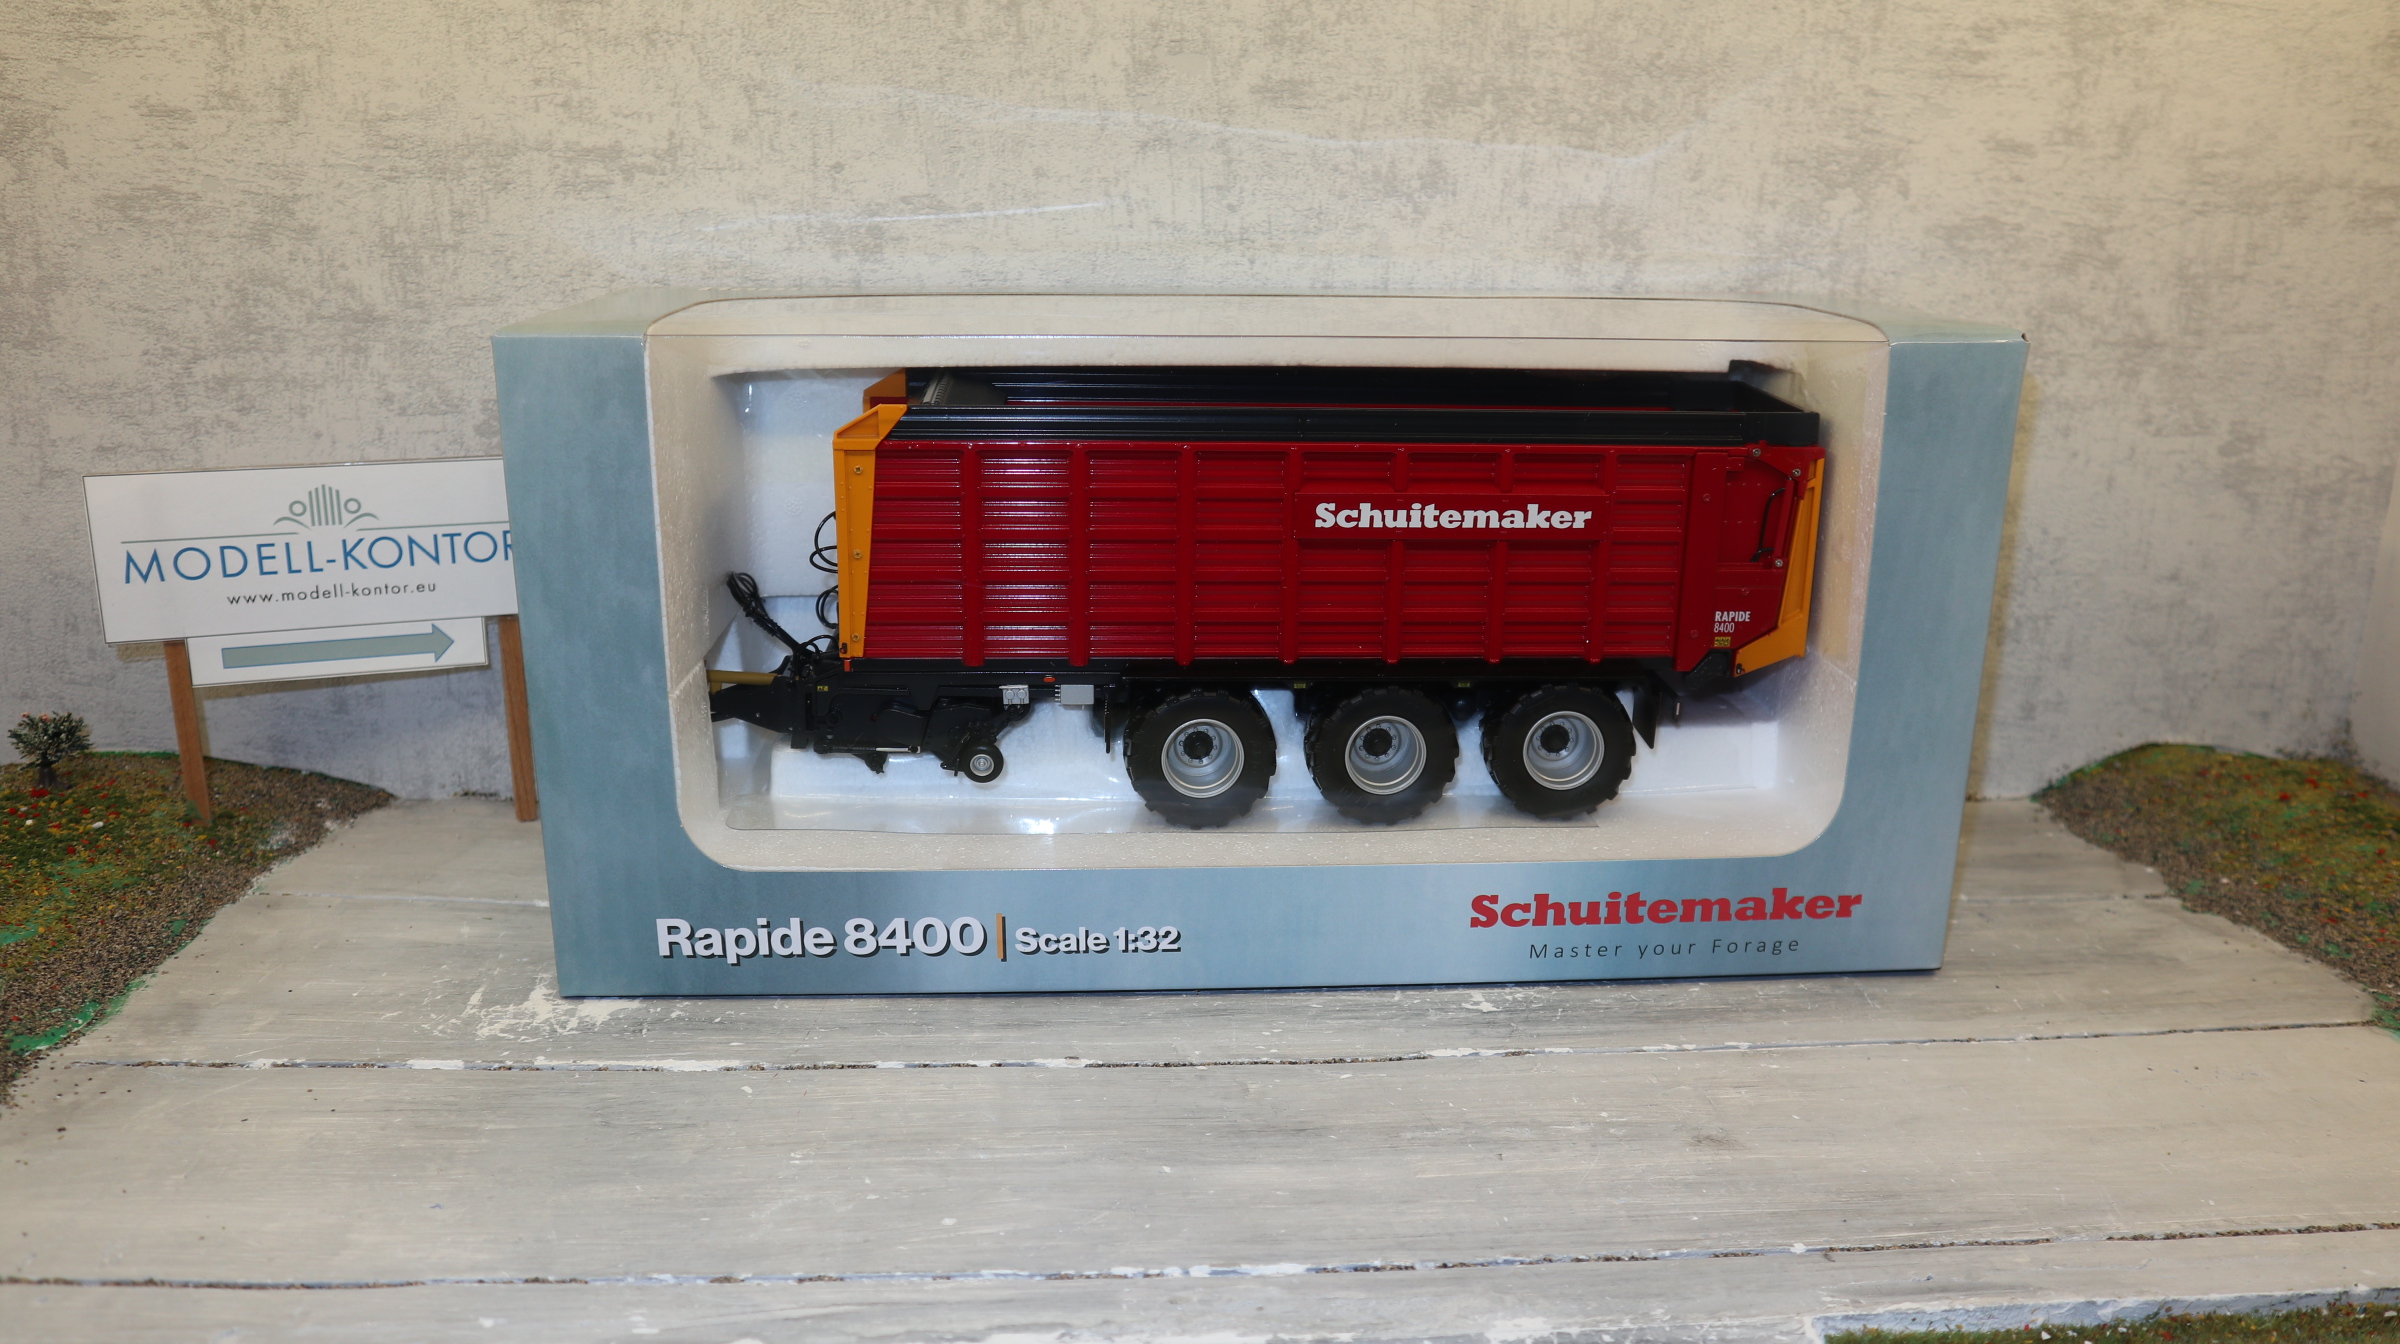 MODELL-KONTOR
www.modell-kontor.eu
Schuitemaker
RAPIDE
8400
Rapide 8400 | Scale 1:32
Schuitemaker
Master your Forage